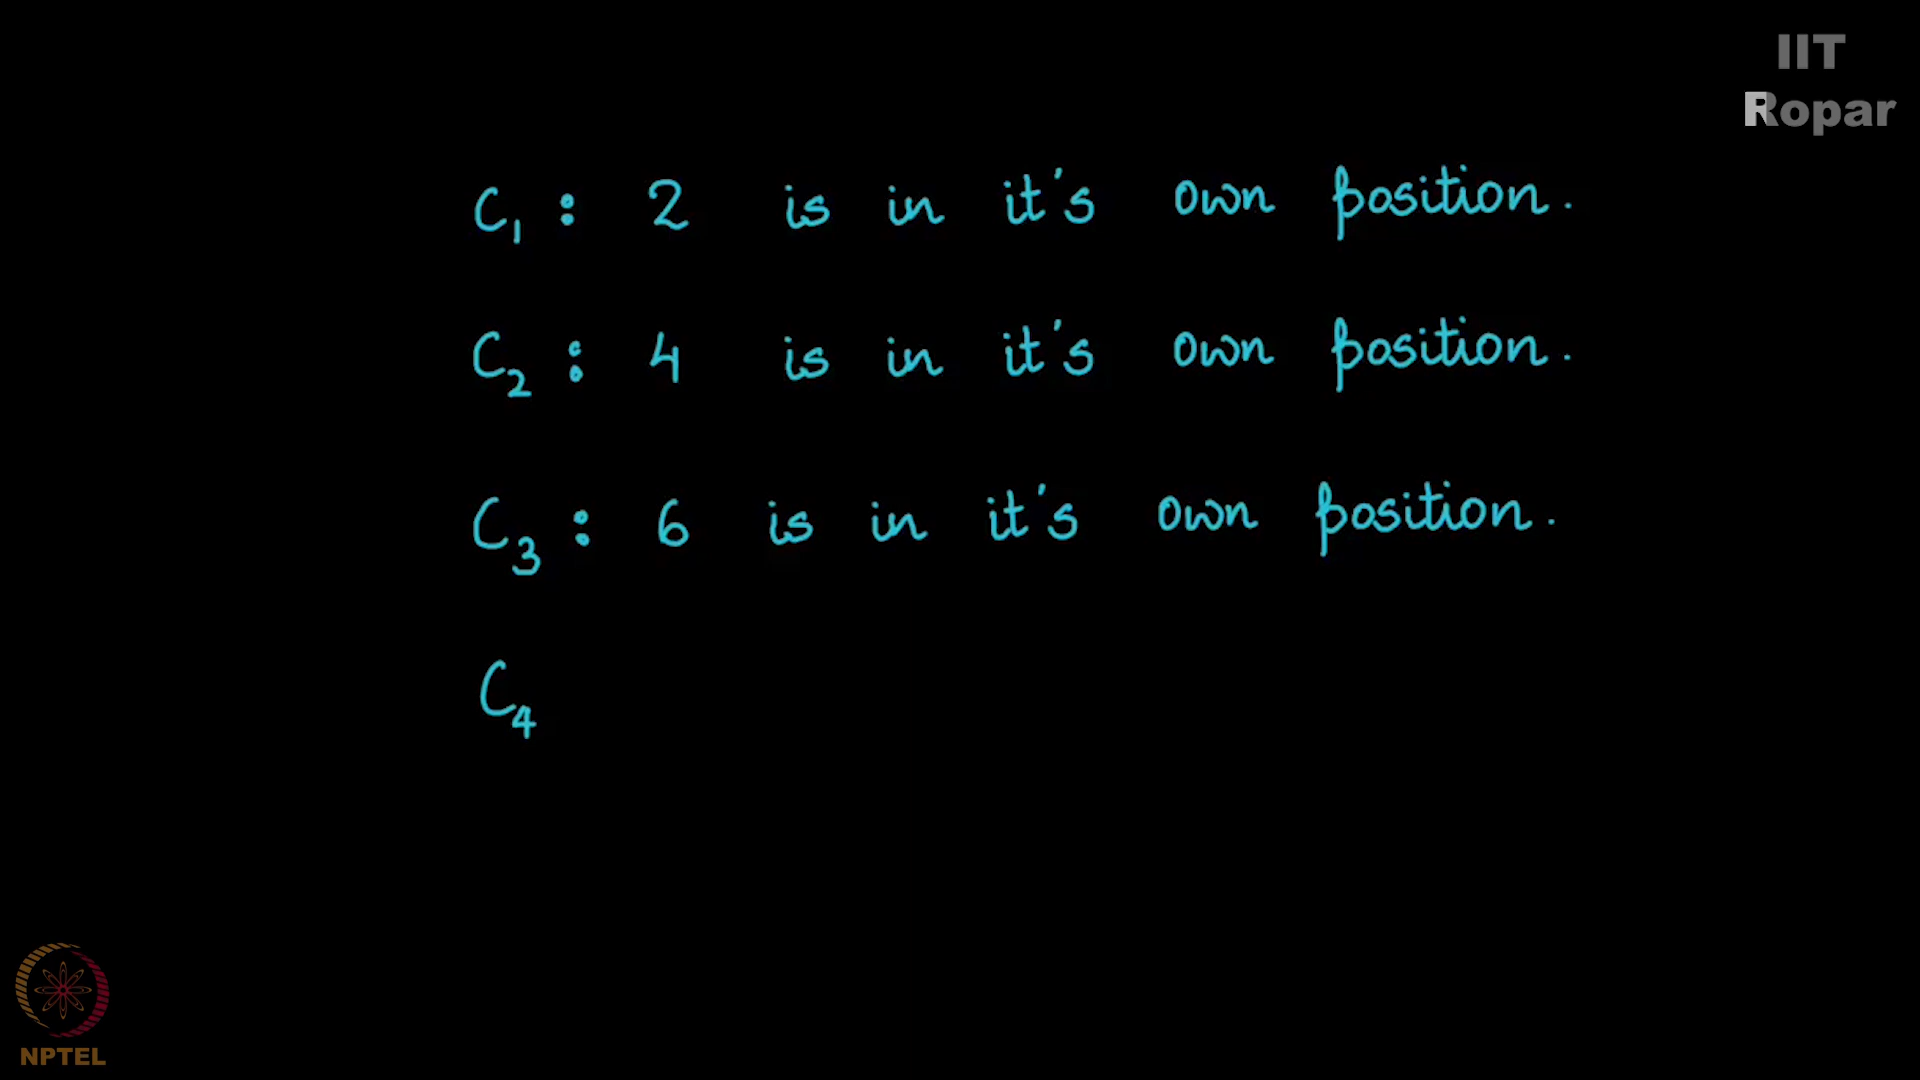 IIT
Ropar
C₁ : 2 is in it's own position.
C₂ : 4 is in it's own position.
C₃ : 6 is in it's own position.
C₄
NPTEL